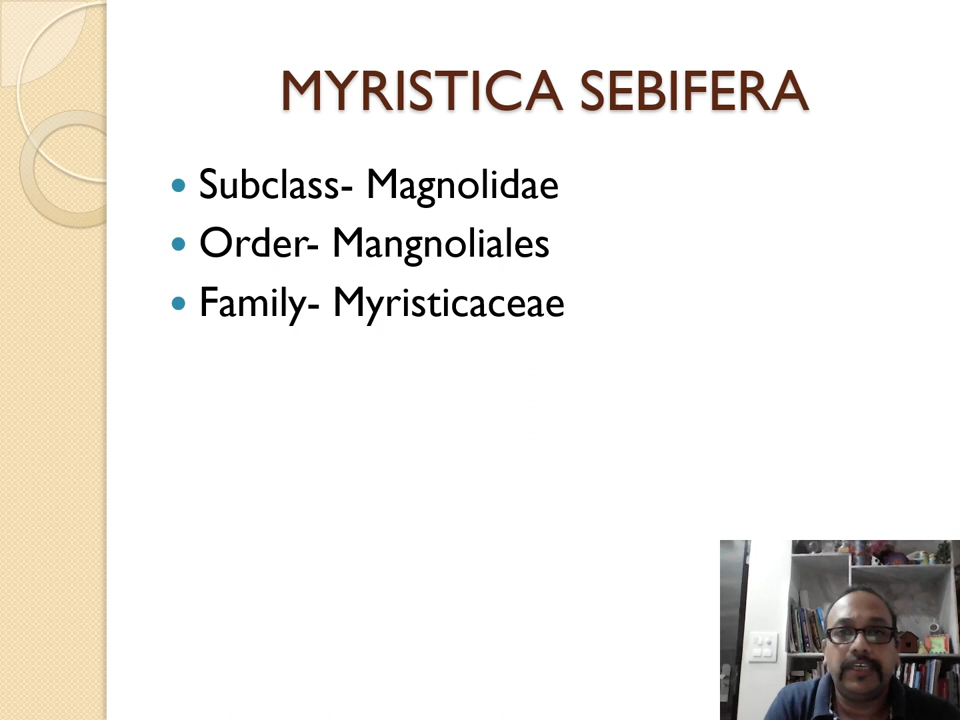 MYRISTICA SEBIFERA
Subclass- Magnolidae
Order- Mangnoliales
Family- Myristicaceae